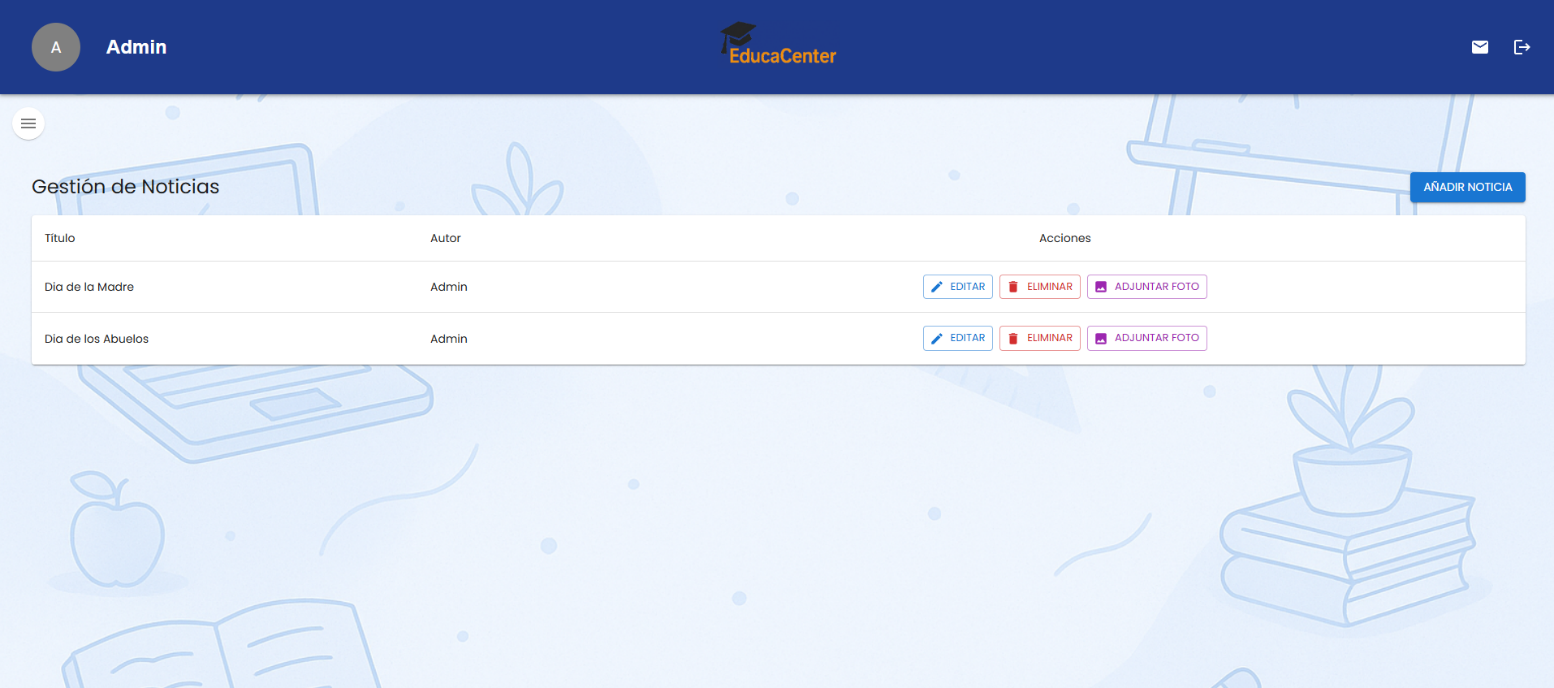 A Admin EducaCenter
Gestión de Noticias AÑADIR NOTICIA
Título Autor Acciones
Dia de la Madre Admin EDITAR ELIMINAR ADJUNTAR FOTO
Dia de los Abuelos Admin EDITAR ELIMINAR ADJUNTAR FOTO